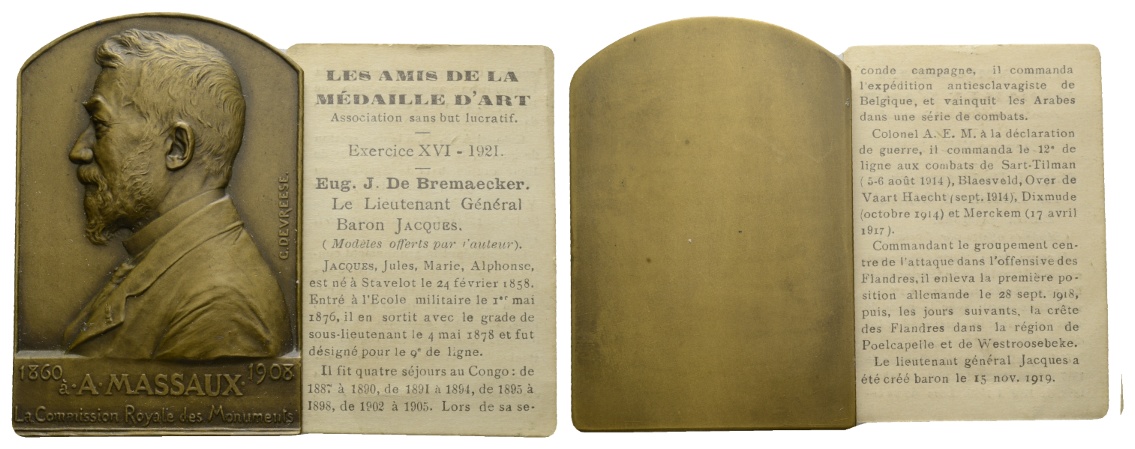 C. DEVREESE.
1860 à 1908
·A·MASSAUX·
La Commission Royale des Monuments
LES AMIS DE LA
MÉDAILLE D'ART
Association sans but lucratif.
Exercice XVI - 1921.
Eug. J. De Bremaecker.
Le Lieutenant Général
Baron JACQUES.
(Modèles offerts par l'auteur).
JACQUES, Jules, Marie, Alphonse,
est né à Stavelot le 24 février 1858.
Entré à l'Ecole militaire le 1er mai
1876, il en sortit avec le grade de
sous-lieutenant le 4 mai 1878 et fut
désigné pour le 9e de ligne.
Il fit quatre séjours au Congo: de
1887 à 1890, de 1891 à 1894, de 1895 à
1898, de 1902 à 1905. Lors de sa se-
conde campagne, il commanda
l'expédition antiesclavagiste de
Belgique, et vainquit les Arabes
dans une série de combats.
Colonel A. E. M. à la déclaration
de guerre, il commanda le 12e de
ligne aux combats de Sart-Tilman
(5-6 août 1914), Blaesveld, Over de
Vaart Haecht (sept. 1914), Dixmude
(octobre 1914) et Merckem (17 avril
1917).
Commandant le groupement cen-
tre de l'attaque dans l'offensive des
Flandres, il enleva la première po-
sition allemande le 28 sept. 1918,
puis, les jours suivants, la crête
des Flandres dans la région de
Poelcapelle et de Westroosebeke.
Le lieutenant général Jacques a
été créé baron le 15 nov. 1919.